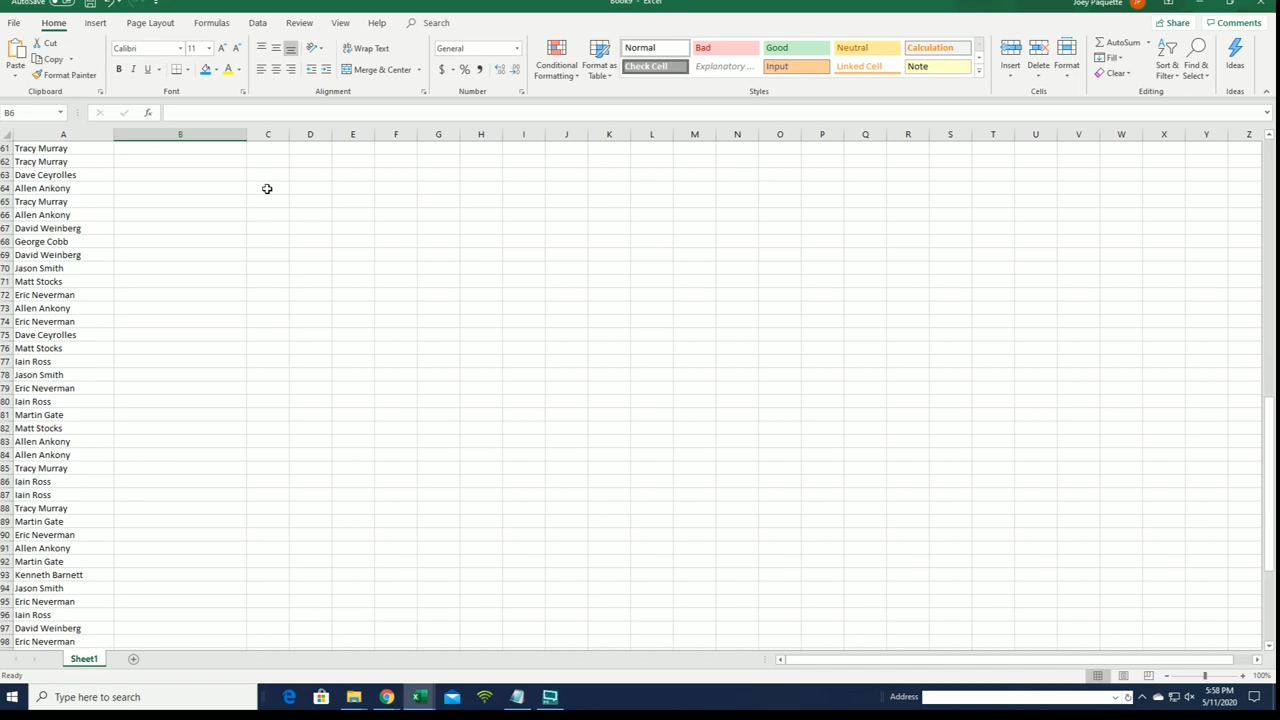 AutoSave Off Book9 - Excel Joey Paquette JP
File Home Insert Page Layout Formulas Data Review View Help Search Share Comments
Paste Cut Copy Format Painter Clipboard
Calibri 11 A A B I U A Font
Wrap Text Merge & Center Alignment
General $ % , Number
Conditional Formatting Format as Table
Normal Bad Good Neutral Calculation
Check Cell Explanatory ... Input Linked Cell Note
Styles
Insert Delete Format Cells
AutoSum Fill Clear Sort & Filter Find & Select Editing
Ideas Ideas
B6 fx
A B C D E F G H I J K L M N O P Q R S T U V W X Y Z
61 Tracy Murray
62 Tracy Murray
63 Dave Ceyrolles
64 Allen Ankony
65 Tracy Murray
66 Allen Ankony
67 David Weinberg
68 George Cobb
69 David Weinberg
70 Jason Smith
71 Matt Stocks
72 Eric Neverman
73 Allen Ankony
74 Eric Neverman
75 Dave Ceyrolles
76 Matt Stocks
77 Iain Ross
78 Jason Smith
79 Eric Neverman
80 Iain Ross
81 Martin Gate
82 Matt Stocks
83 Allen Ankony
84 Allen Ankony
85 Tracy Murray
86 Iain Ross
87 Iain Ross
88 Tracy Murray
89 Martin Gate
90 Eric Neverman
91 Allen Ankony
92 Martin Gate
93 Kenneth Barnett
94 Jason Smith
95 Eric Neverman
96 Iain Ross
97 David Weinberg
98 Eric Neverman
Sheet1
Ready 100%
Type here to search Address 5:58 PM
5/11/2020